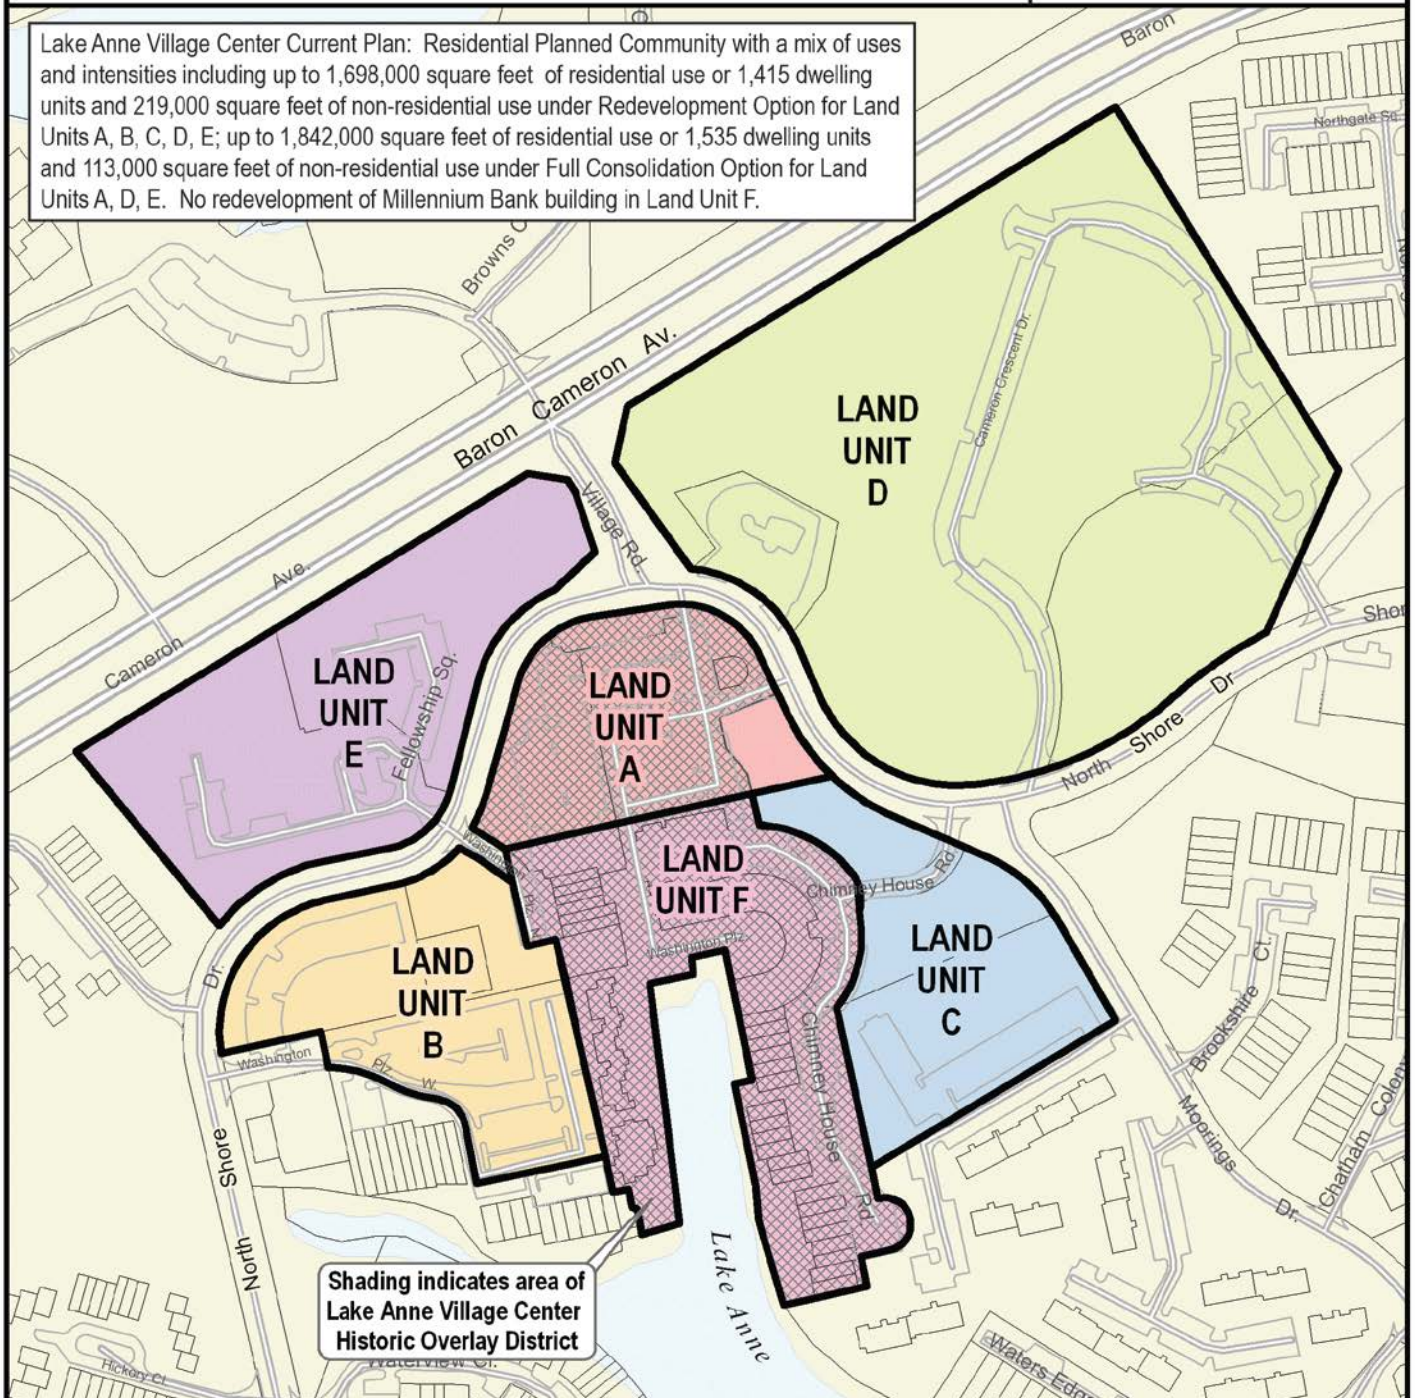 Lake Anne Village Center Current Plan: Residential Planned Community with a mix of uses
and intensities including up to 1,698,000 square feet of residential use or 1,415 dwelling
units and 219,000 square feet of non-residential use under Redevelopment Option for Land
Units A, B, C, D, E; up to 1,842,000 square feet of residential use or 1,535 dwelling units
and 113,000 square feet of non-residential use under Full Consolidation Option for Land
Units A, D, E. No redevelopment of Millennium Bank building in Land Unit F.
Baron
Northgate Sq.
Browns
Baron Cameron Av.
Cameron Crescent Dr.
LAND
UNIT
D
Village Rd.
Cameron Ave.
Shor
LAND
UNIT
E
Fellowship Sq.
LAND
UNIT
A
North Shore Dr
Washington
Plz. N.
LAND
UNIT F
Chimney House Rd.
Washington Plz.
LAND
UNIT
B
LAND
UNIT
C
Dr.
Washington
Plz. W.
Chimney House Rd.
Brookshire Ct.
Moorings Dr.
Chatham Colony
North Shore
Lake Anne
Shading indicates area of
Lake Anne Village Center
Historic Overlay District
Waterview Cl.
Hickory Cl
Waters Edge